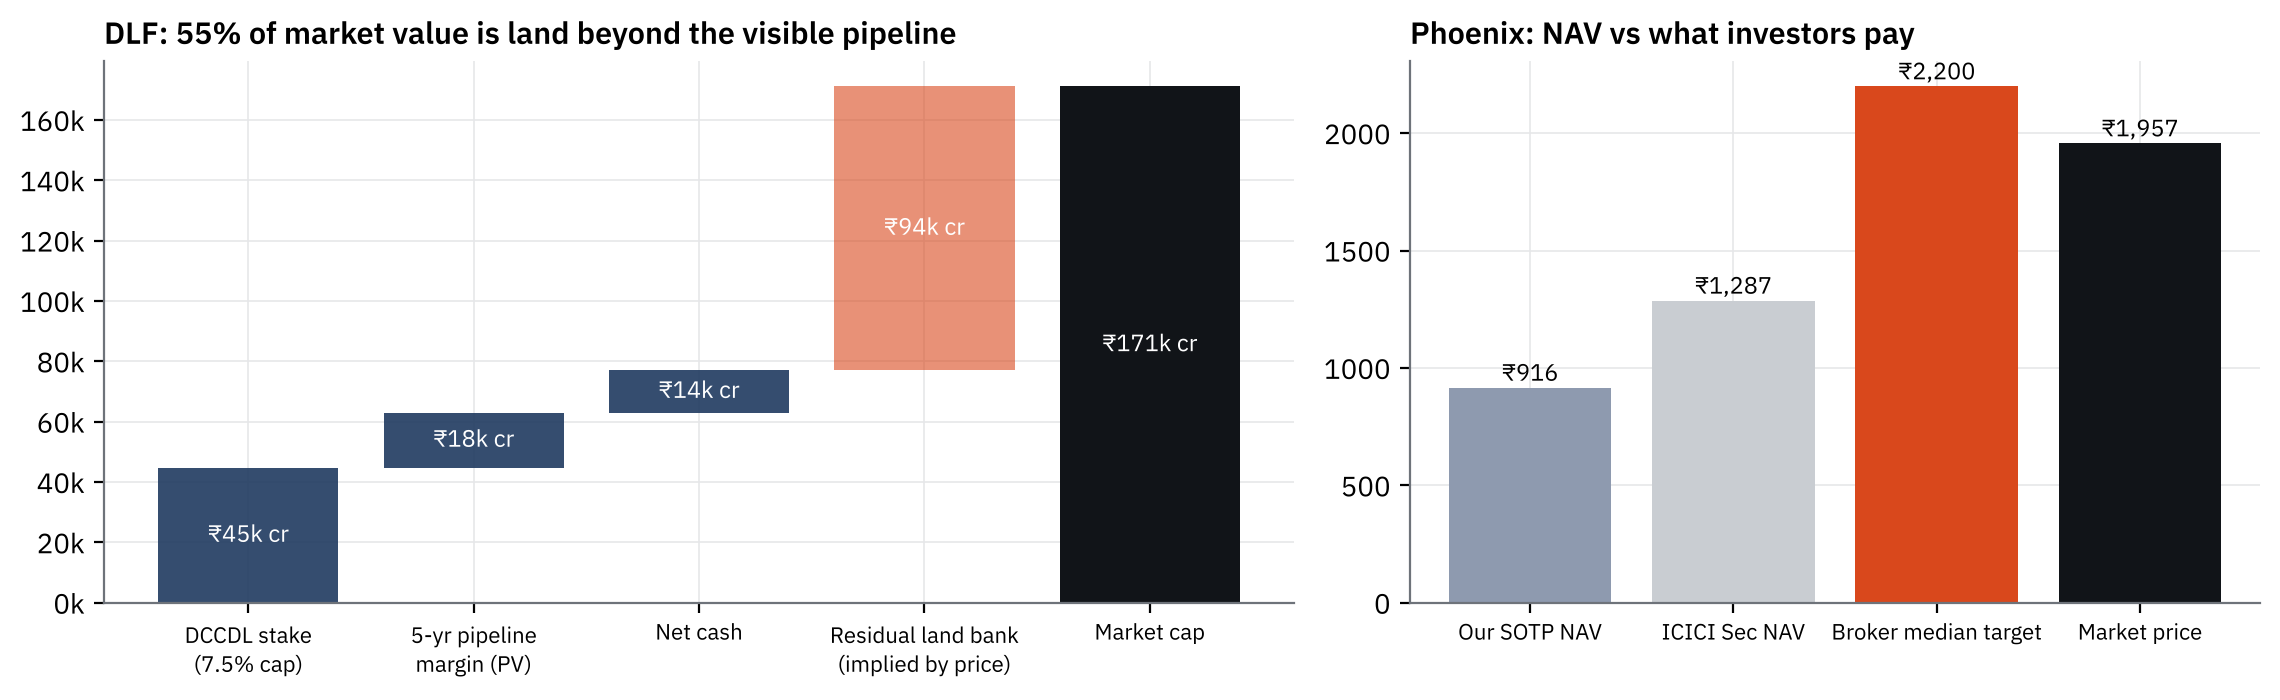 DLF: 55% of market value is land beyond the visible pipeline
160k
140k
120k
100k
80k
60k
40k
20k
0k
₹45k cr
₹18k cr
₹14k cr
₹94k cr
₹171k cr
DCCDL stake
(7.5% cap)
5-yr pipeline
margin (PV)
Net cash
Residual land bank
(implied by price)
Market cap
Phoenix: NAV vs what investors pay
2000
1500
1000
500
0
₹916
₹1,287
₹2,200
₹1,957
Our SOTP NAV
ICICI Sec NAV
Broker median target
Market price